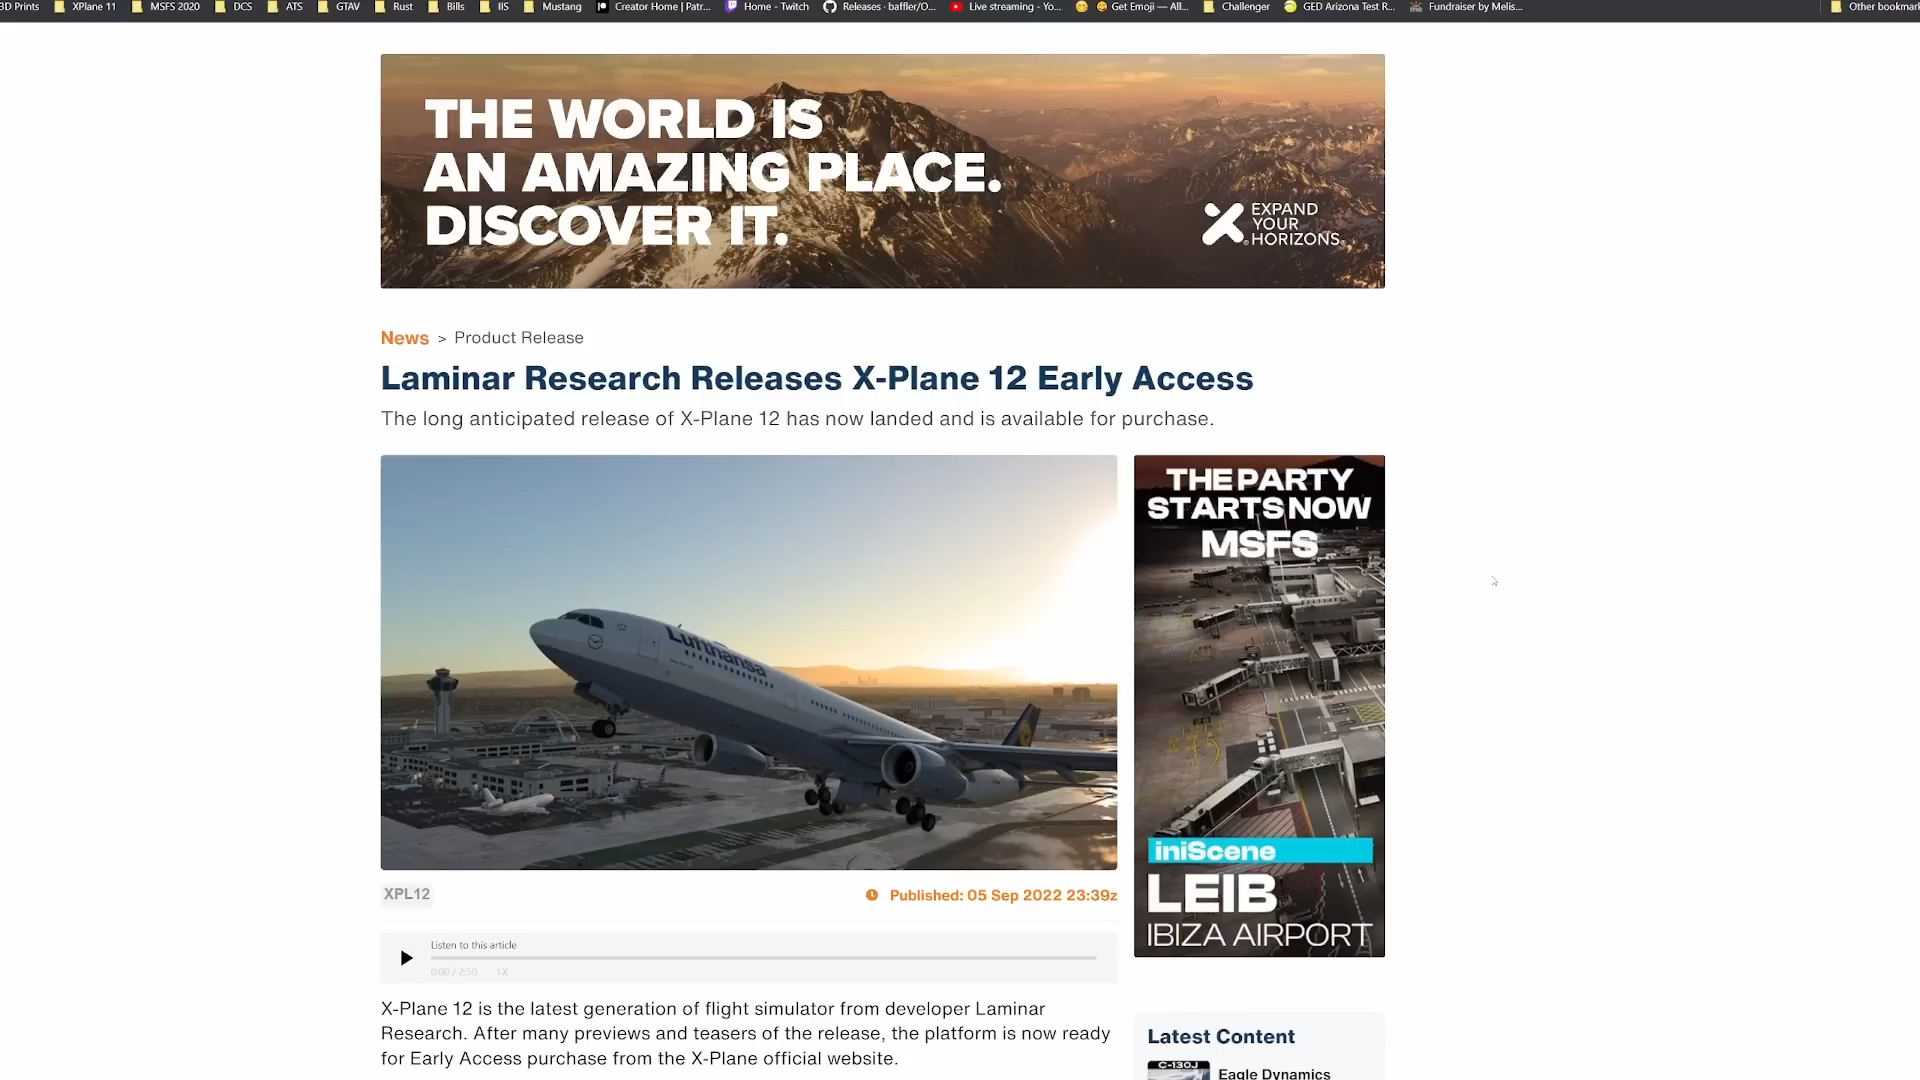 3D Prints XPlane 11 MSFS 2020 DCS ATS GTAV Rust Bills IIS Mustang Creator Home | Patr... Home - Twitch Releases · baffler/O... Live streaming - Yo... Get Emoji — All... Challenger GED Arizona Test R... Fundraiser by Melis... Other bookmark
THE WORLD IS
AN AMAZING PLACE.
DISCOVER IT.
EXPAND
YOUR
HORIZONS
News > Product Release
Laminar Research Releases X-Plane 12 Early Access
The long anticipated release of X-Plane 12 has now landed and is available for purchase.
Lufthansa
XPL12
Published: 05 Sep 2022 23:39z
Listen to this article
0:00 / 2:50 1X
X-Plane 12 is the latest generation of flight simulator from developer Laminar
Research. After many previews and teasers of the release, the platform is now ready
for Early Access purchase from the X-Plane official website.
THE PARTY
STARTS NOW
MSFS
iniScene
LEIB
IBIZA AIRPORT
Latest Content
C-130J
Eagle Dynamics